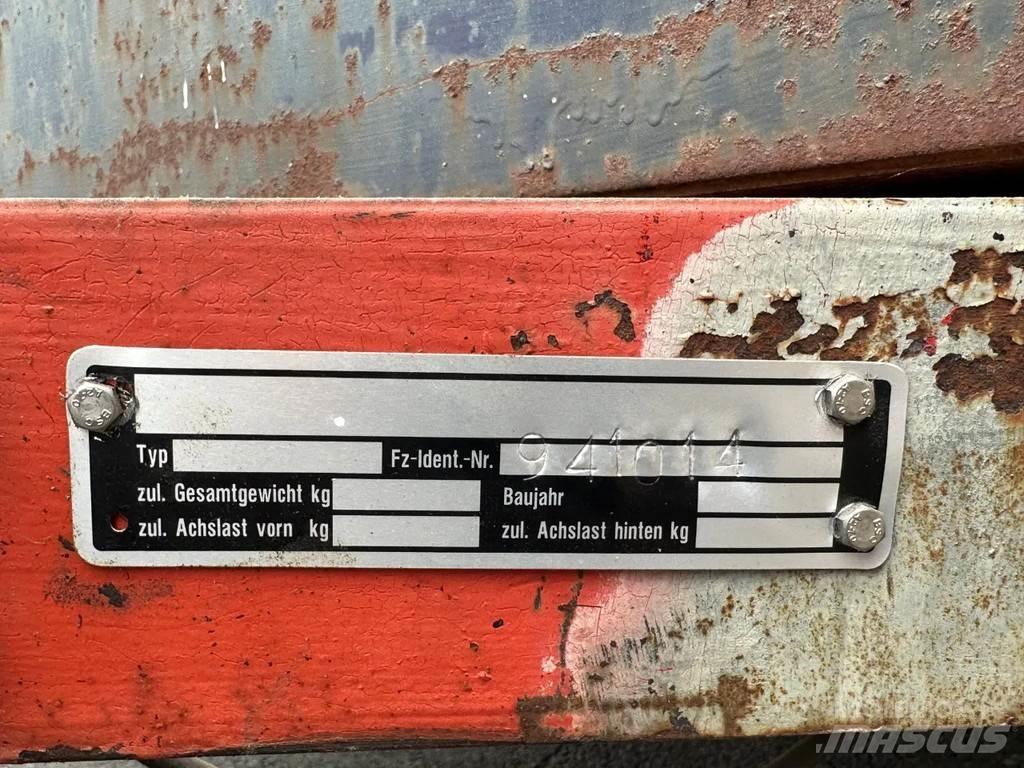 Typ Fz-Ident.-Nr. 941014
zul. Gesamtgewicht kg Baujahr
zul. Achslast vorn kg zul. Achslast hinten kg
MASCUS